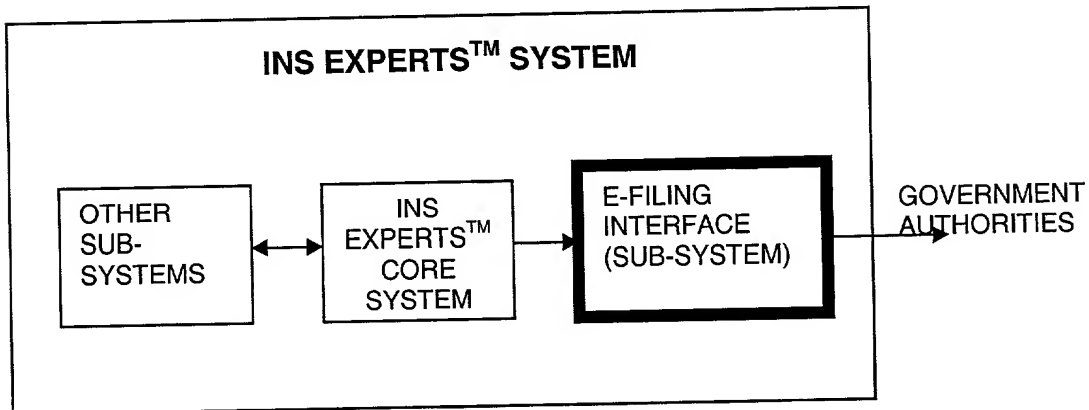 INS EXPERTS™ SYSTEM
OTHER
SUB-
SYSTEMS
INS
EXPERTS™
CORE
SYSTEM
E-FILING
INTERFACE
(SUB-SYSTEM)
GOVERNMENT
AUTHORITIES